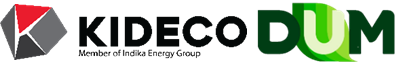 KIDECO DUM
Member of Indika Energy Group